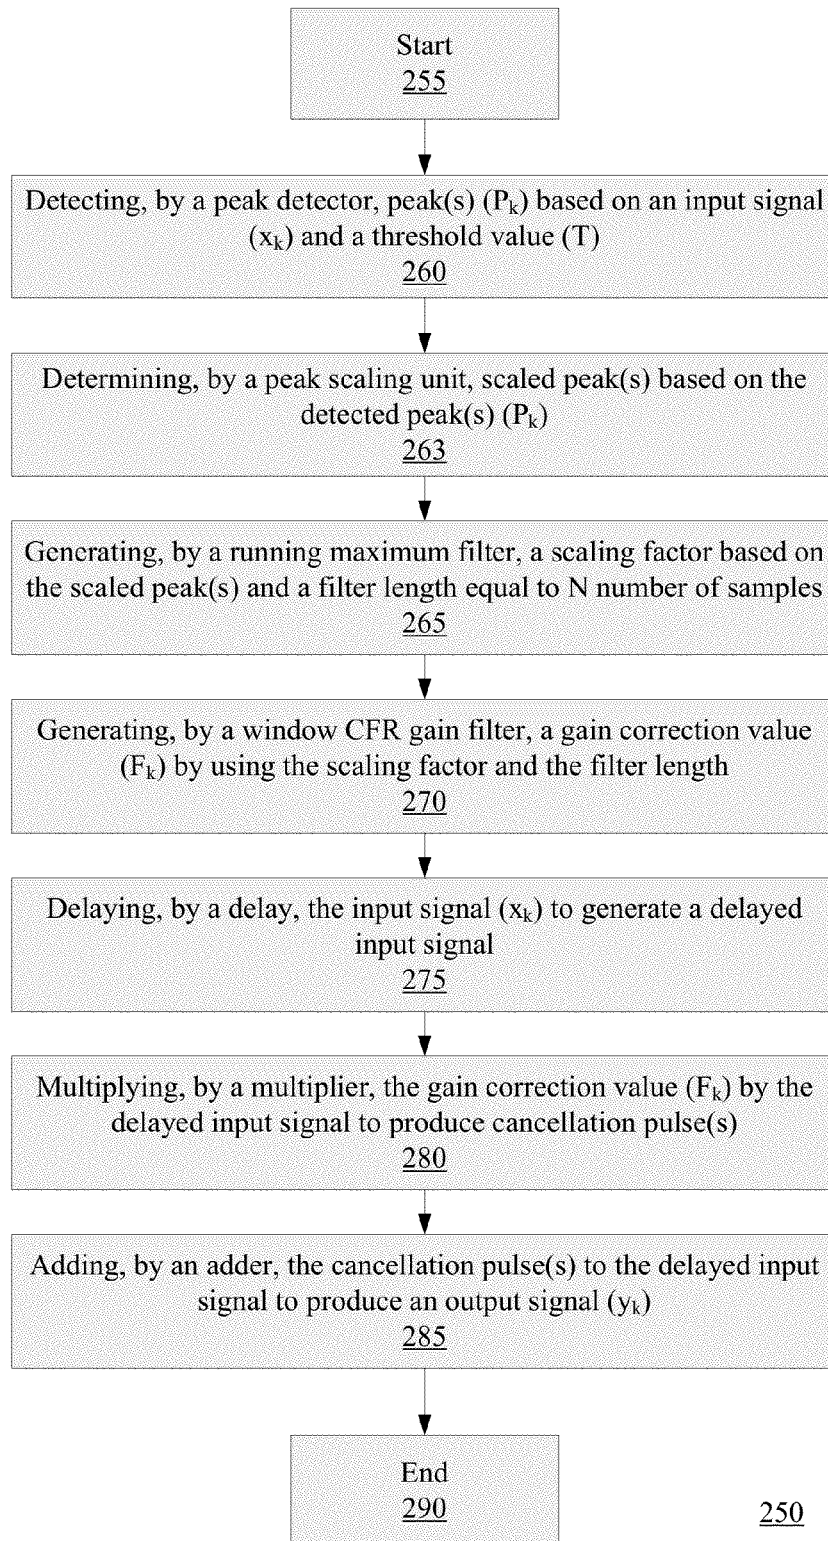 Start
255
Detecting, by a peak detector, peak(s) (Pk) based on an input signal
(xk) and a threshold value (T)
260
Determining, by a peak scaling unit, scaled peak(s) based on the
detected peak(s) (Pk)
263
Generating, by a running maximum filter, a scaling factor based on
the scaled peak(s) and a filter length equal to N number of samples
265
Generating, by a window CFR gain filter, a gain correction value
(Fk) by using the scaling factor and the filter length
270
Delaying, by a delay, the input signal (xk) to generate a delayed
input signal
275
Multiplying, by a multiplier, the gain correction value (Fk) by the
delayed input signal to produce cancellation pulse(s)
280
Adding, by an adder, the cancellation pulse(s) to the delayed input
signal to produce an output signal (yk)
285
End
290
250